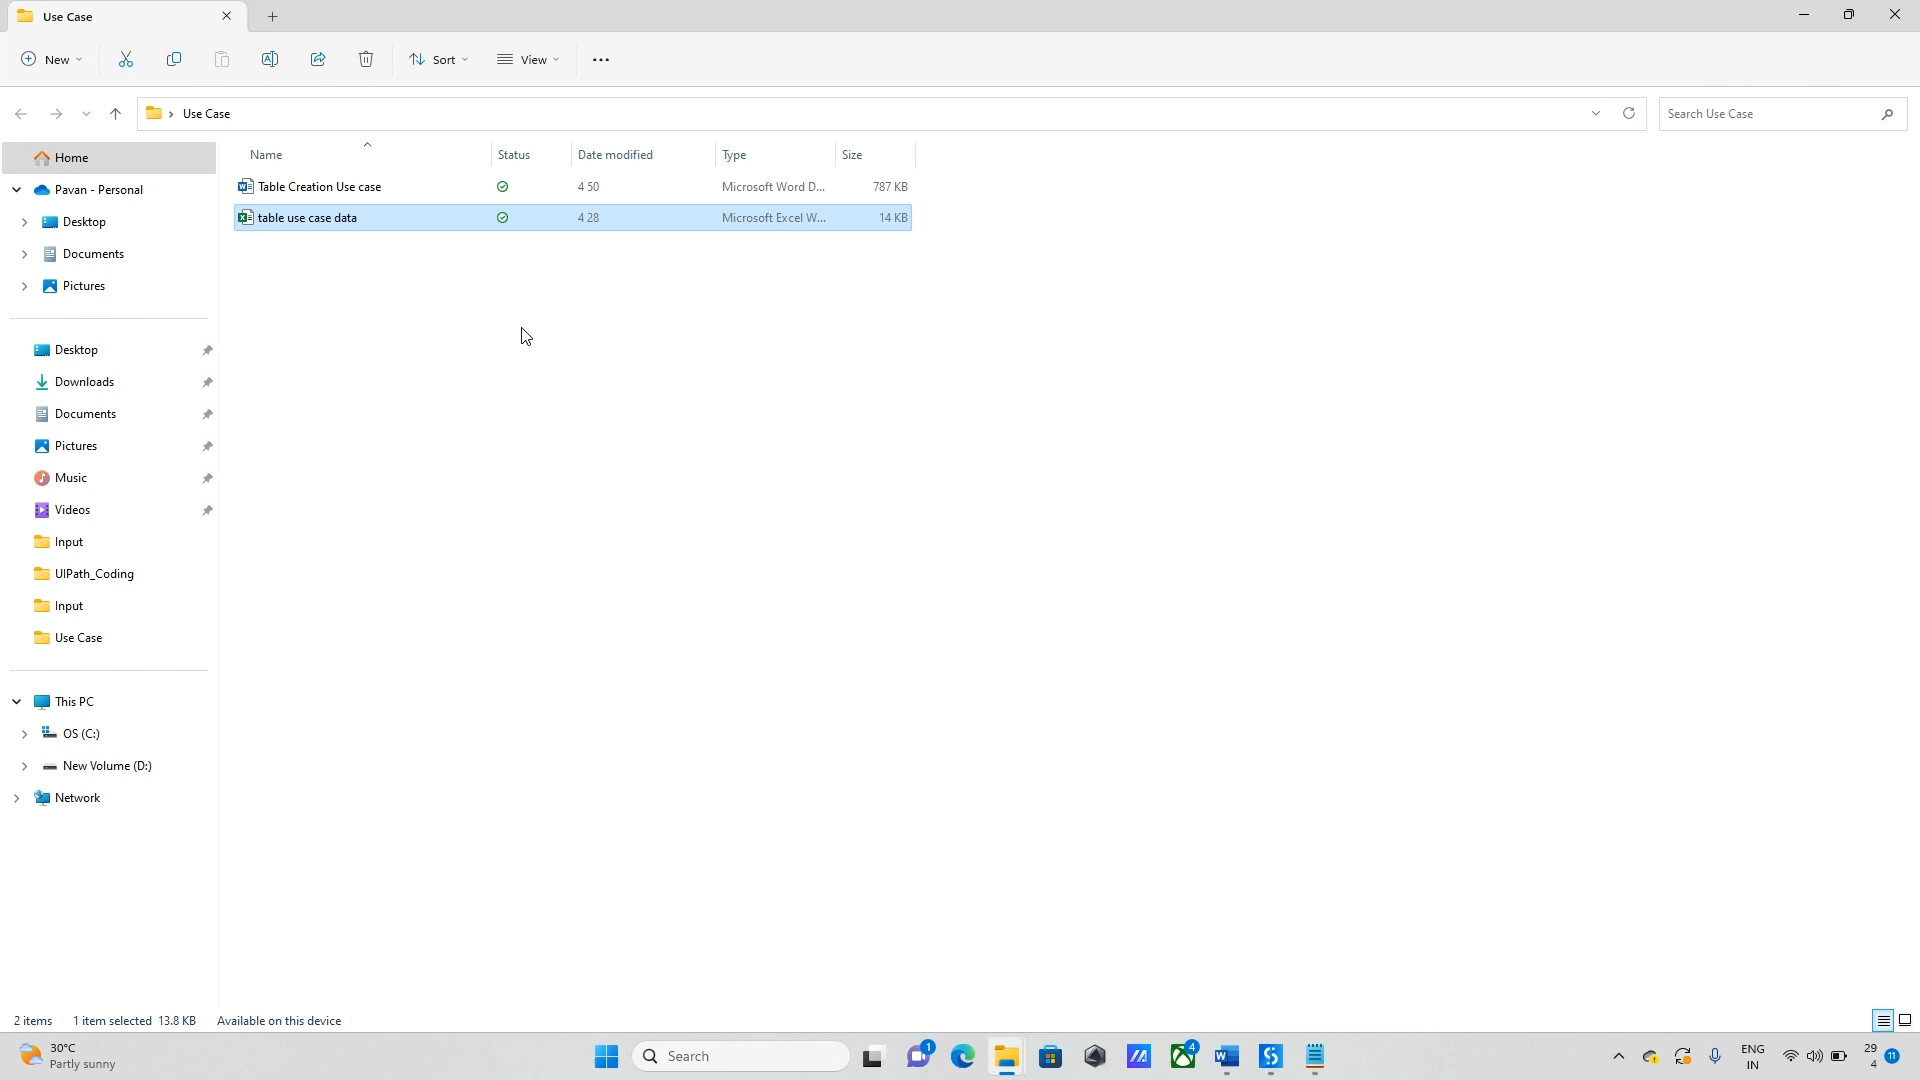 Use Case
New
Sort
View
Use Case
Search Use Case
Home
Pavan - Personal
Desktop
Documents
Pictures
Desktop
Downloads
Documents
Pictures
Music
Videos
Input
UIPath_Coding
Input
Use Case
This PC
OS (C:)
New Volume (D:)
Network
Name Status Date modified Type Size
Table Creation Use case 4 50 Microsoft Word D... 787 KB
table use case data 4 28 Microsoft Excel W... 14 KB
2 items 1 item selected 13.8 KB Available on this device
30°C
Partly sunny
Search
1
4
ENG
IN
29
4
11